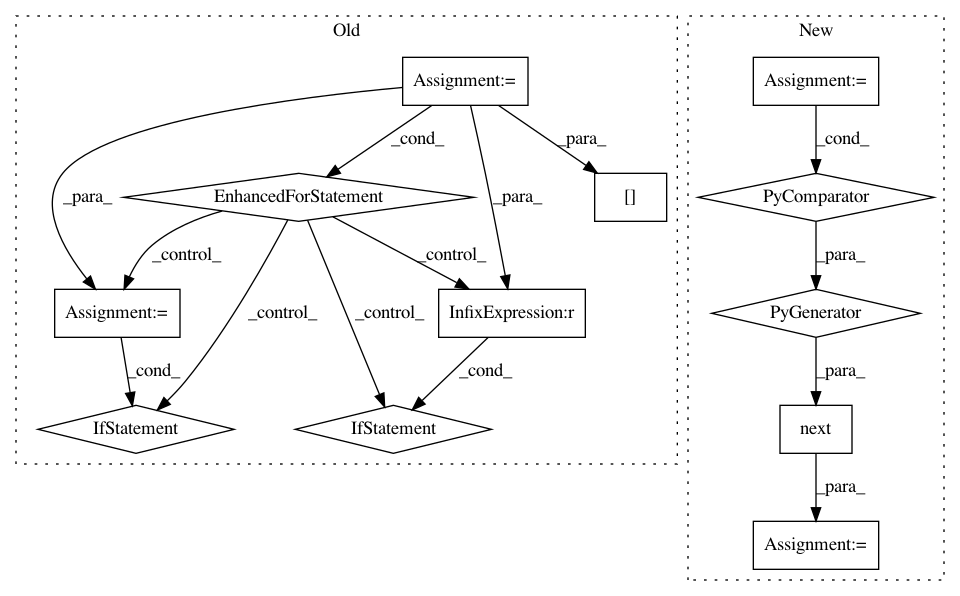 Old
New
Assignment:=
Assignment:=
_cond_
_para_
_cond_
_para_
EnhancedForStatement
[]
PyComparator
_para_
_control_
_control_
_para_
Assignment:=
_control_
_control_
InfixExpression:r
PyGenerator
_cond_
_cond_
_para_
IfStatement
IfStatement
next
_para_
Assignment:=